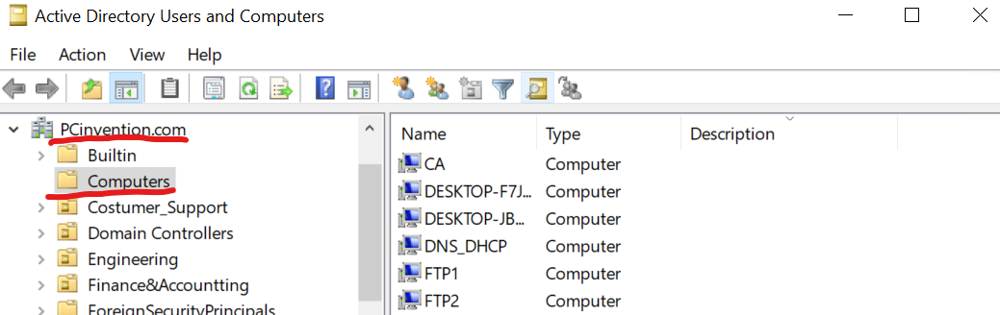 Active Directory Users and Computers
File Action View Help
PCinvention.com
Builtin
Computers
Costumer_Support
Domain Controllers
Engineering
Finance&Accountting
ForeignSecurityPrincipals
Name Type Description
CA Computer
DESKTOP-F7J... Computer
DESKTOP-JB... Computer
DNS_DHCP Computer
FTP1 Computer
FTP2 Computer